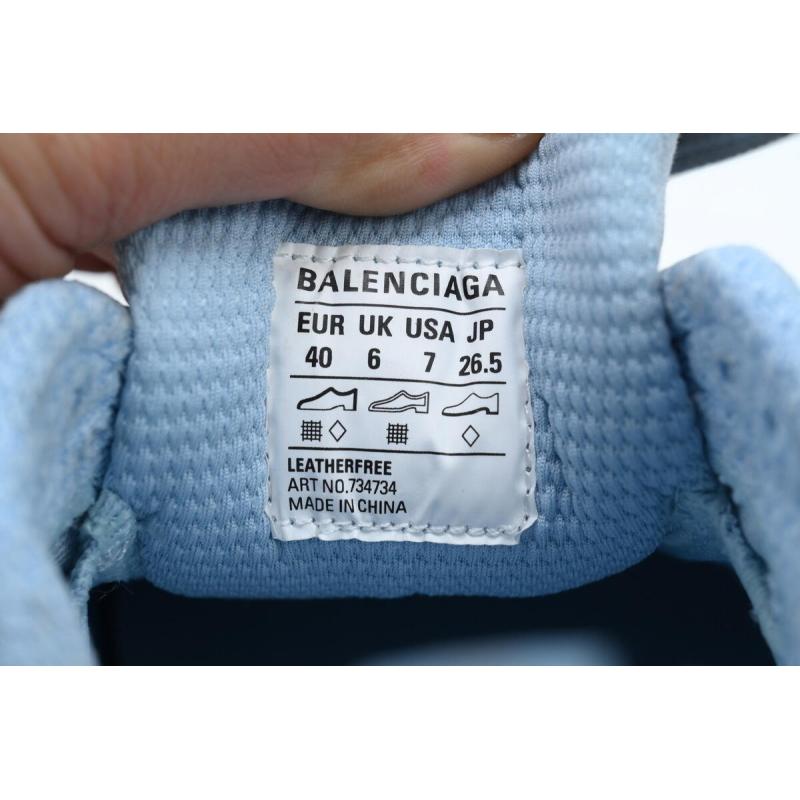 BALENCIAGA
EUR UK USA JP
40 6 7 26.5
LEATHERFREE
ART NO.734734
MADE IN CHINA